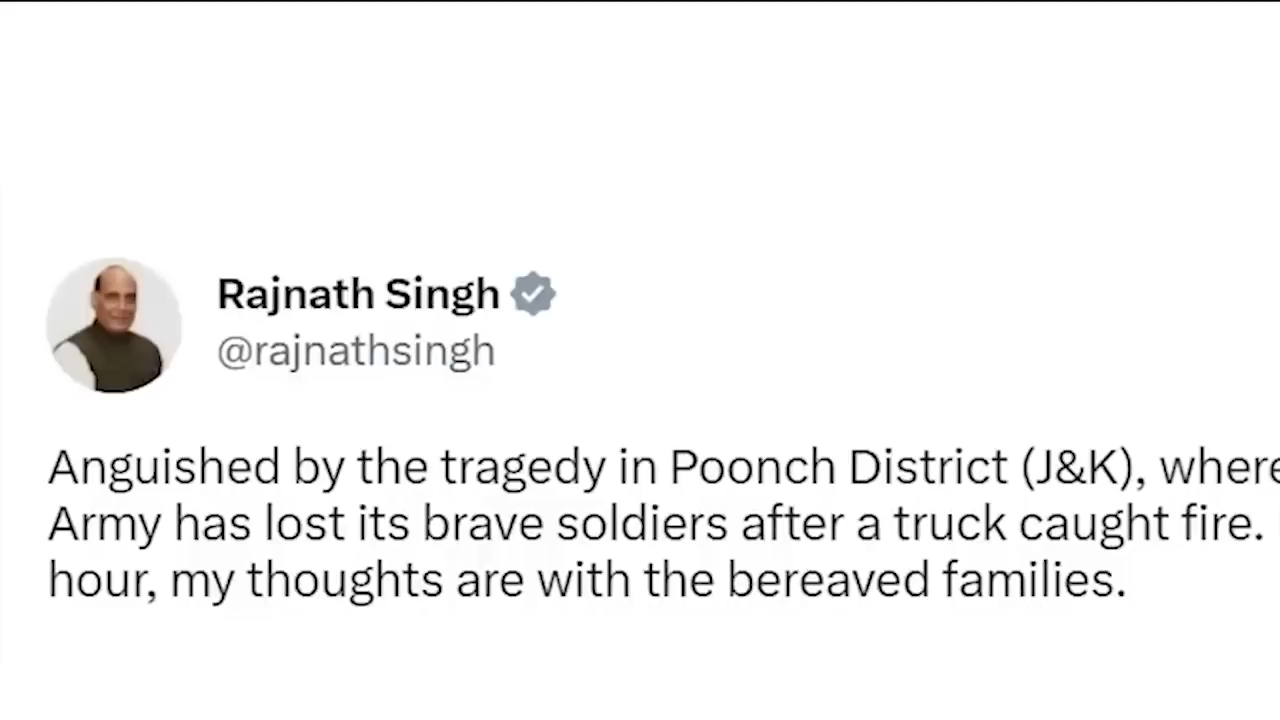 Rajnath Singh
@rajnathsingh
Anguished by the tragedy in Poonch District (J&K), where
Army has lost its brave soldiers after a truck caught fire.
hour, my thoughts are with the bereaved families.